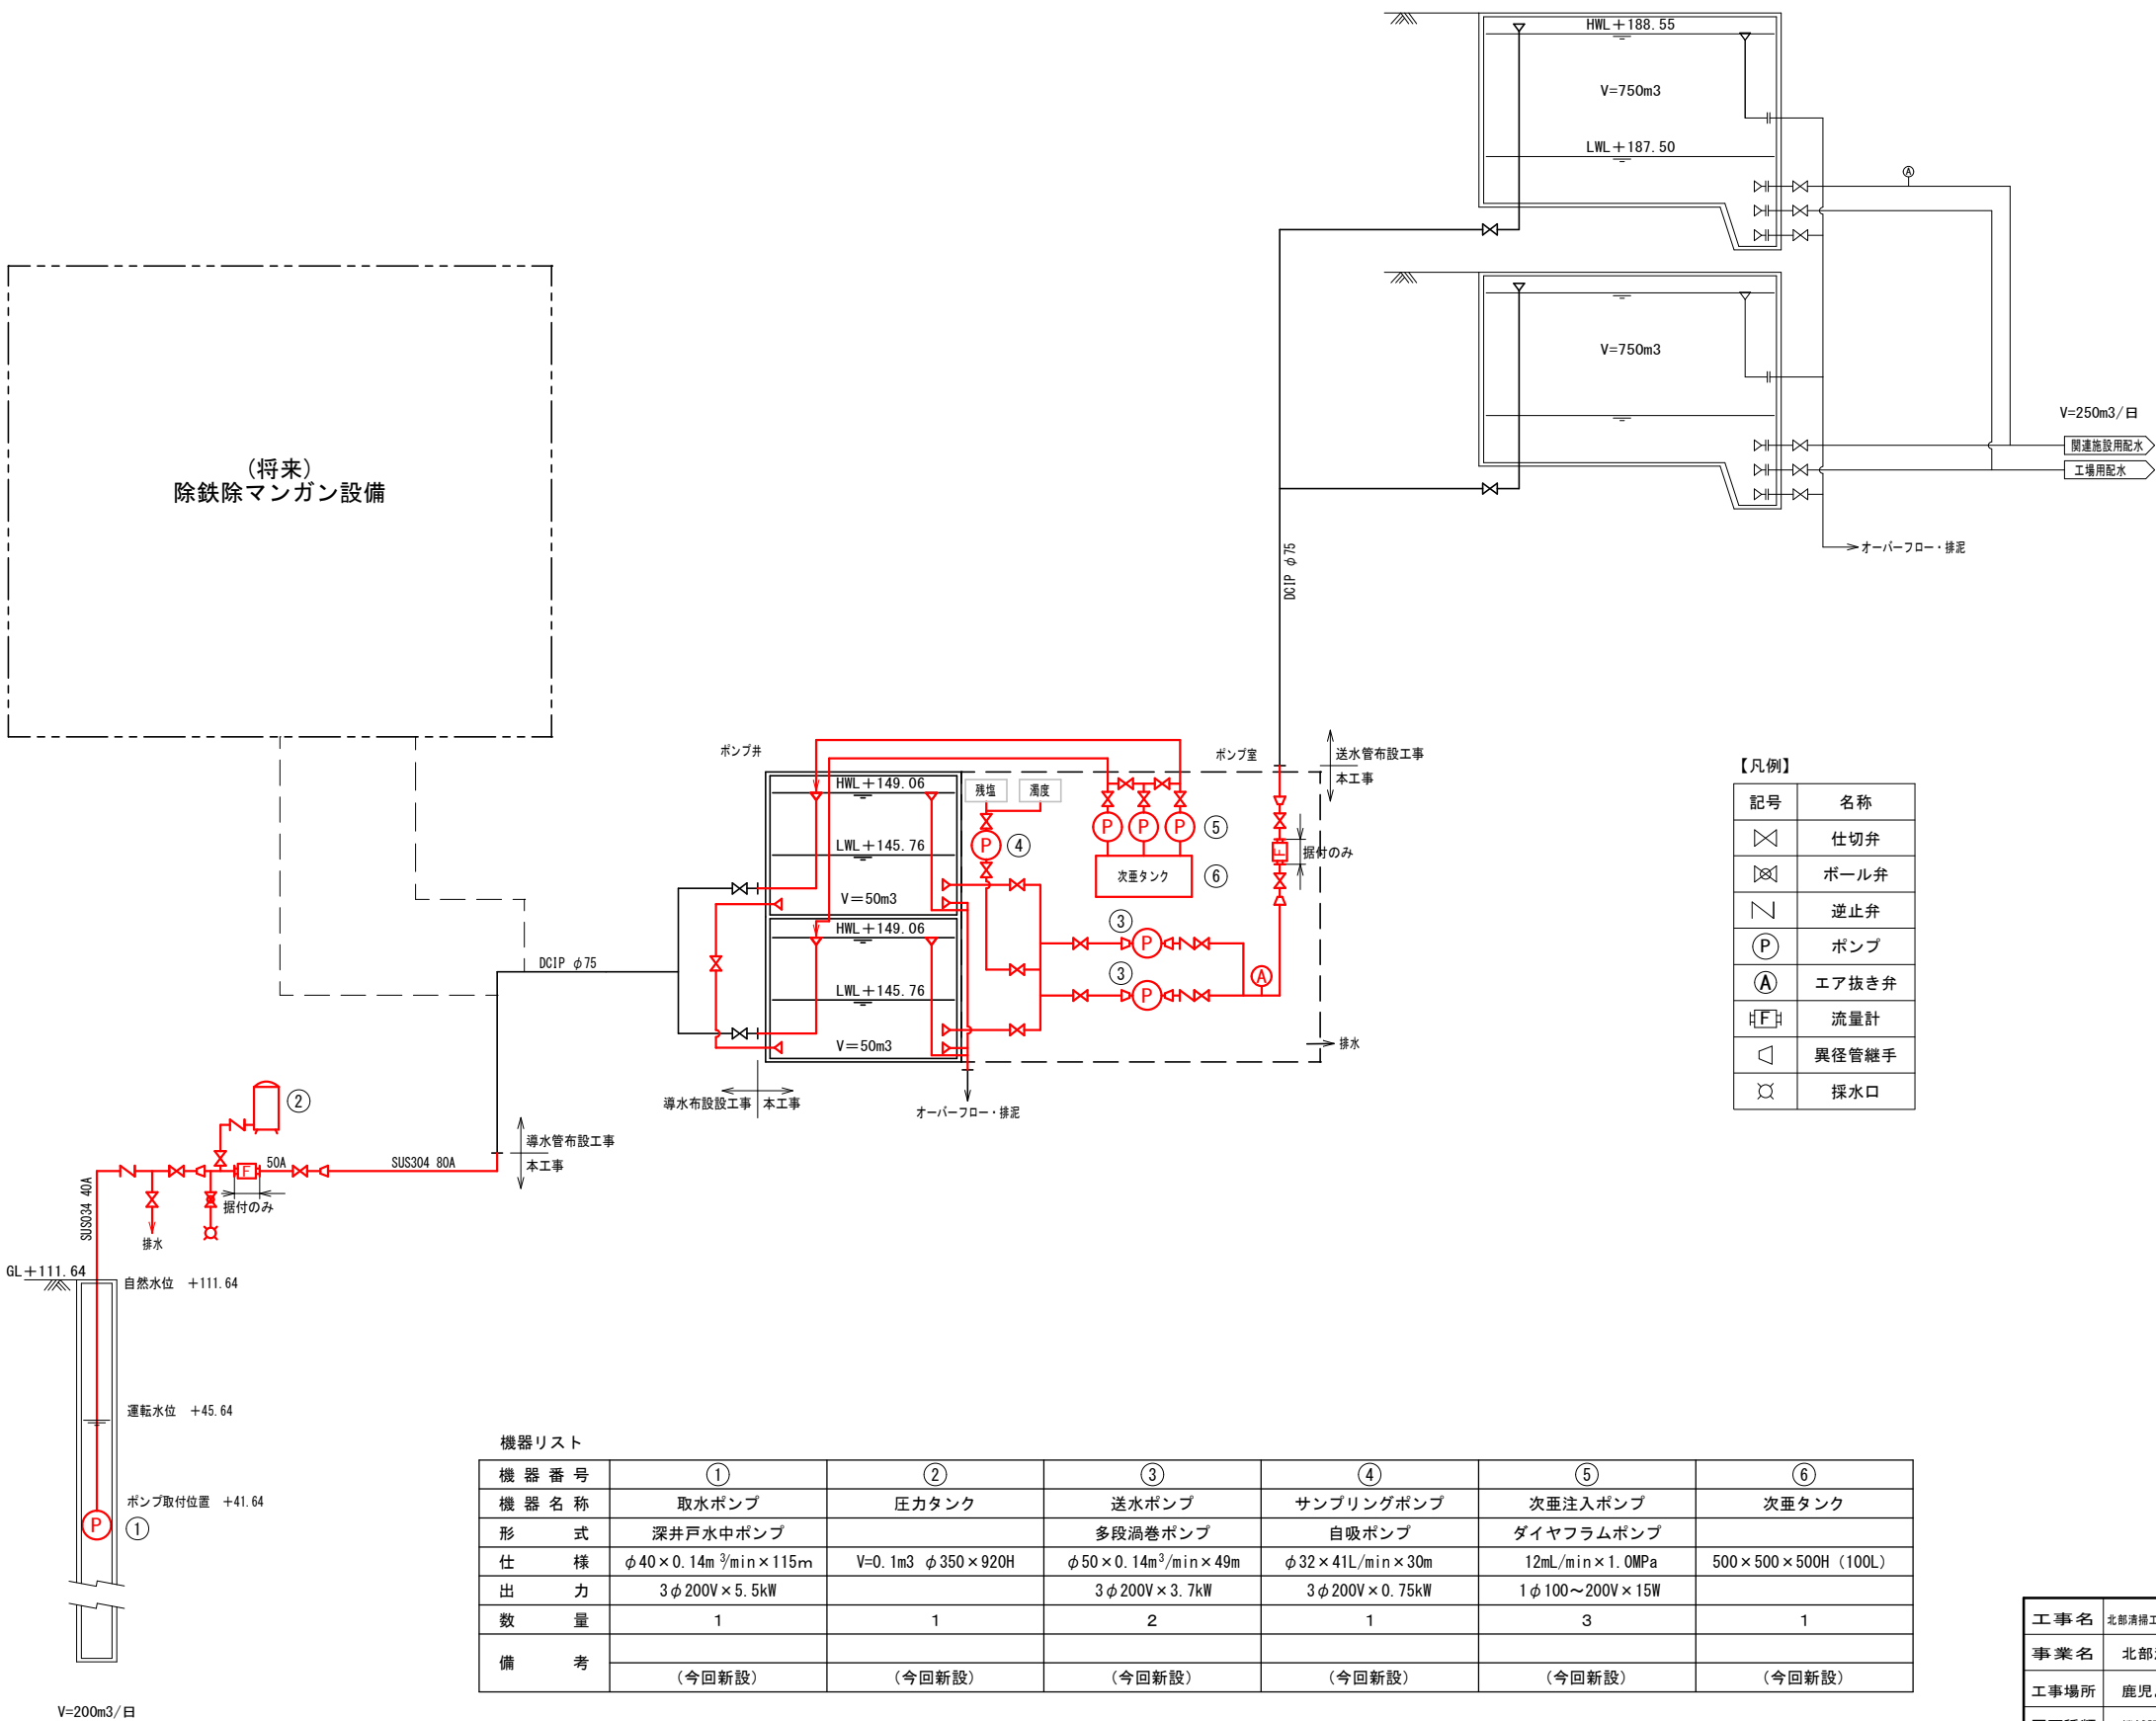 HWL+188.55
V=750m3
LWL+187.50
A
V=750m3
V=250m3/日
関連施設用配水
工場用配水
オーバーフロー・排泥
DCIP φ75
(将来)
除鉄除マンガン設備
ポンプ井
ポンプ室
送水管布設工事
本工事
HWL+149.06
LWL+145.76
V=50m3
HWL+149.06
LWL+145.76
V=50m3
残塩
濁度
P
④
P
P
P
⑤
次亜タンク
⑥
F
据付のみ
③
P
③
P
A
排水
DCIP φ75
導水布設設工事
本工事
オーバーフロー・排泥
②
導水管布設工事
本工事
F
50A
SUS304 80A
据付のみ
SUS034 40A
排水
GL+111.64
自然水位 +111.64
運転水位 +45.64
ポンプ取付位置 +41.64
P
①
V=200m3/日
【凡例】
記号 名称
仕切弁
ボール弁
逆止弁
P ポンプ
A エア抜き弁
F 流量計
異径管継手
採水口
機器リスト
機器番号 ① ② ③ ④ ⑤ ⑥
機器名称 取水ポンプ 圧力タンク 送水ポンプ サンプリングポンプ 次亜注入ポンプ 次亜タンク
形式 深井戸水中ポンプ 多段渦巻ポンプ 自吸ポンプ ダイヤフラムポンプ
仕様 φ40×0.14m³/min×115m V=0.1m3 φ350×920H φ50×0.14m³/min×49m φ32×41L/min×30m 12mL/min×1.0MPa 500×500×500H (100L)
出力 3φ200V×5.5kW 3φ200V×3.7kW 3φ200V×0.75kW 1φ100～200V×15W
数量 1 1 2 1 3 1
備考 (今回新設) (今回新設) (今回新設) (今回新設) (今回新設) (今回新設)
工事名 北部清掃工
事業名 北部
工事場所 鹿児